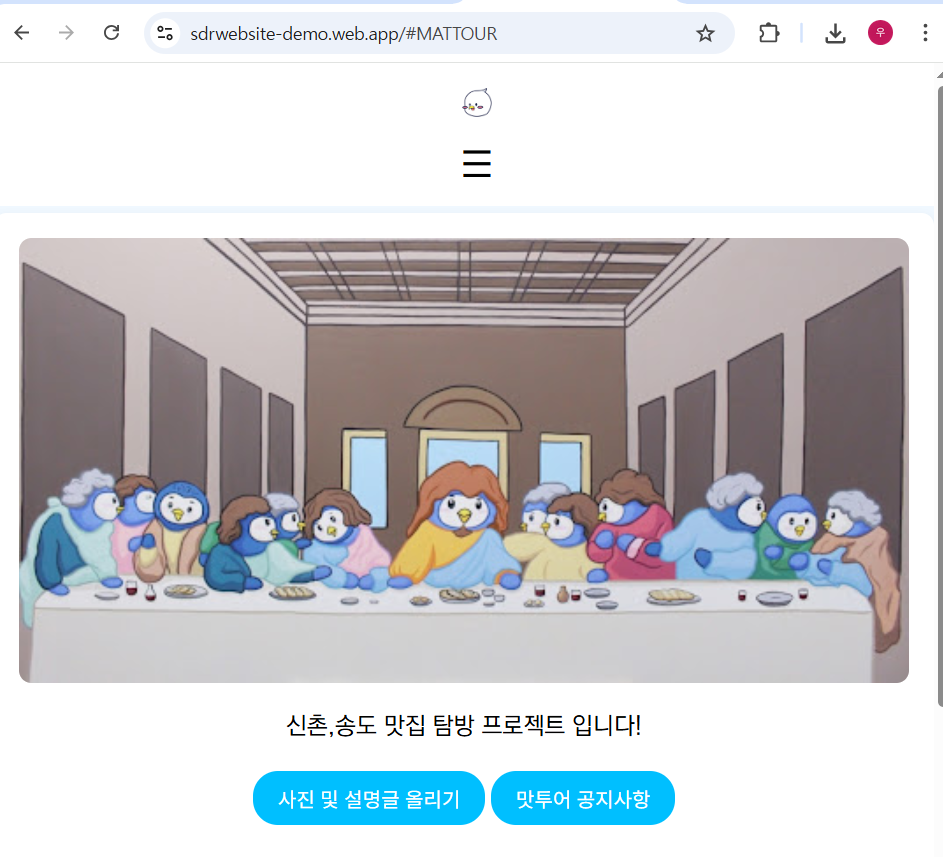 sdrwebsite-demo.web.app/#MATTOUR
우
신촌,송도 맛집 탐방 프로젝트 입니다!
사진 및 설명글 올리기
맛투어 공지사항